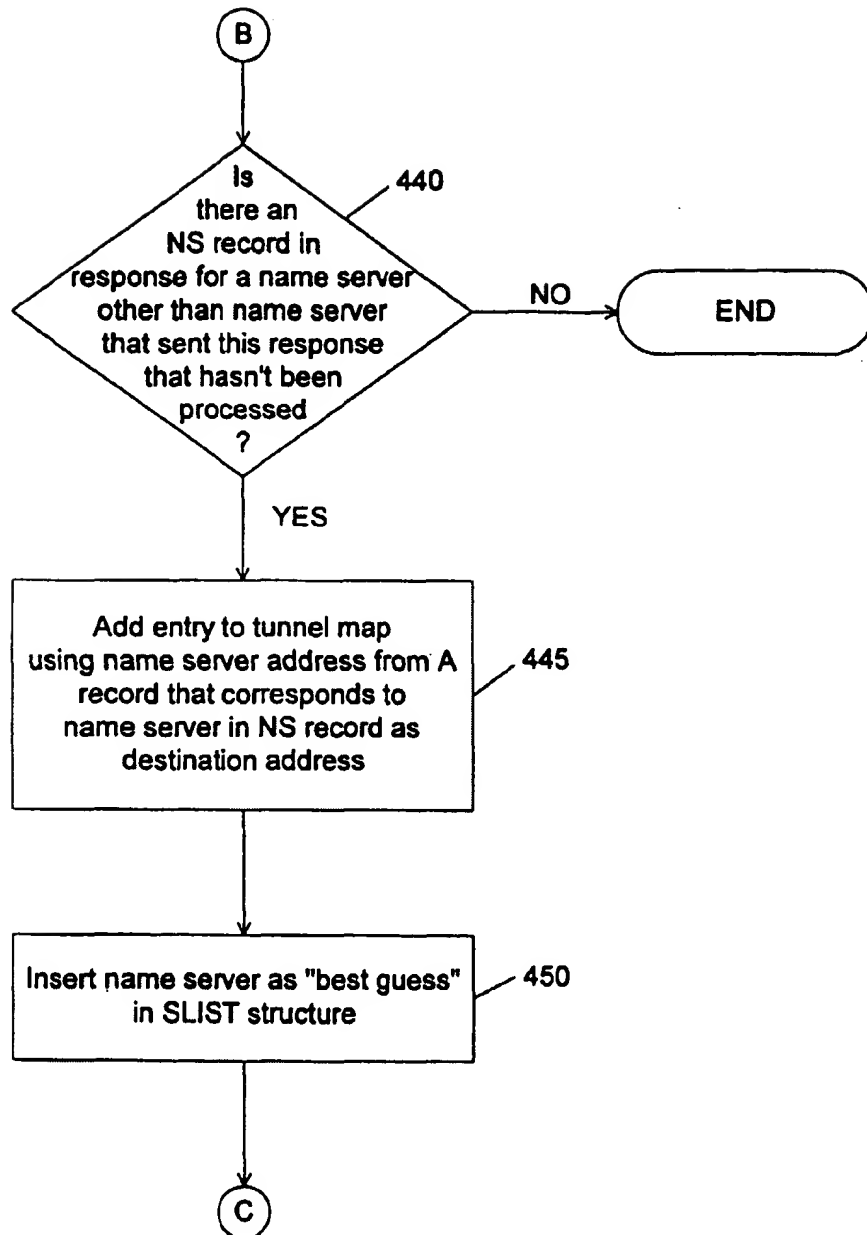 B
Is
there an
NS record in
response for a name server
other than name server
that sent this response
that hasn't been
processed
?
440
NO
END
YES
Add entry to tunnel map
using name server address from A
record that corresponds to
name server in NS record as
destination address
445
Insert name server as "best guess"
in SLIST structure
450
C